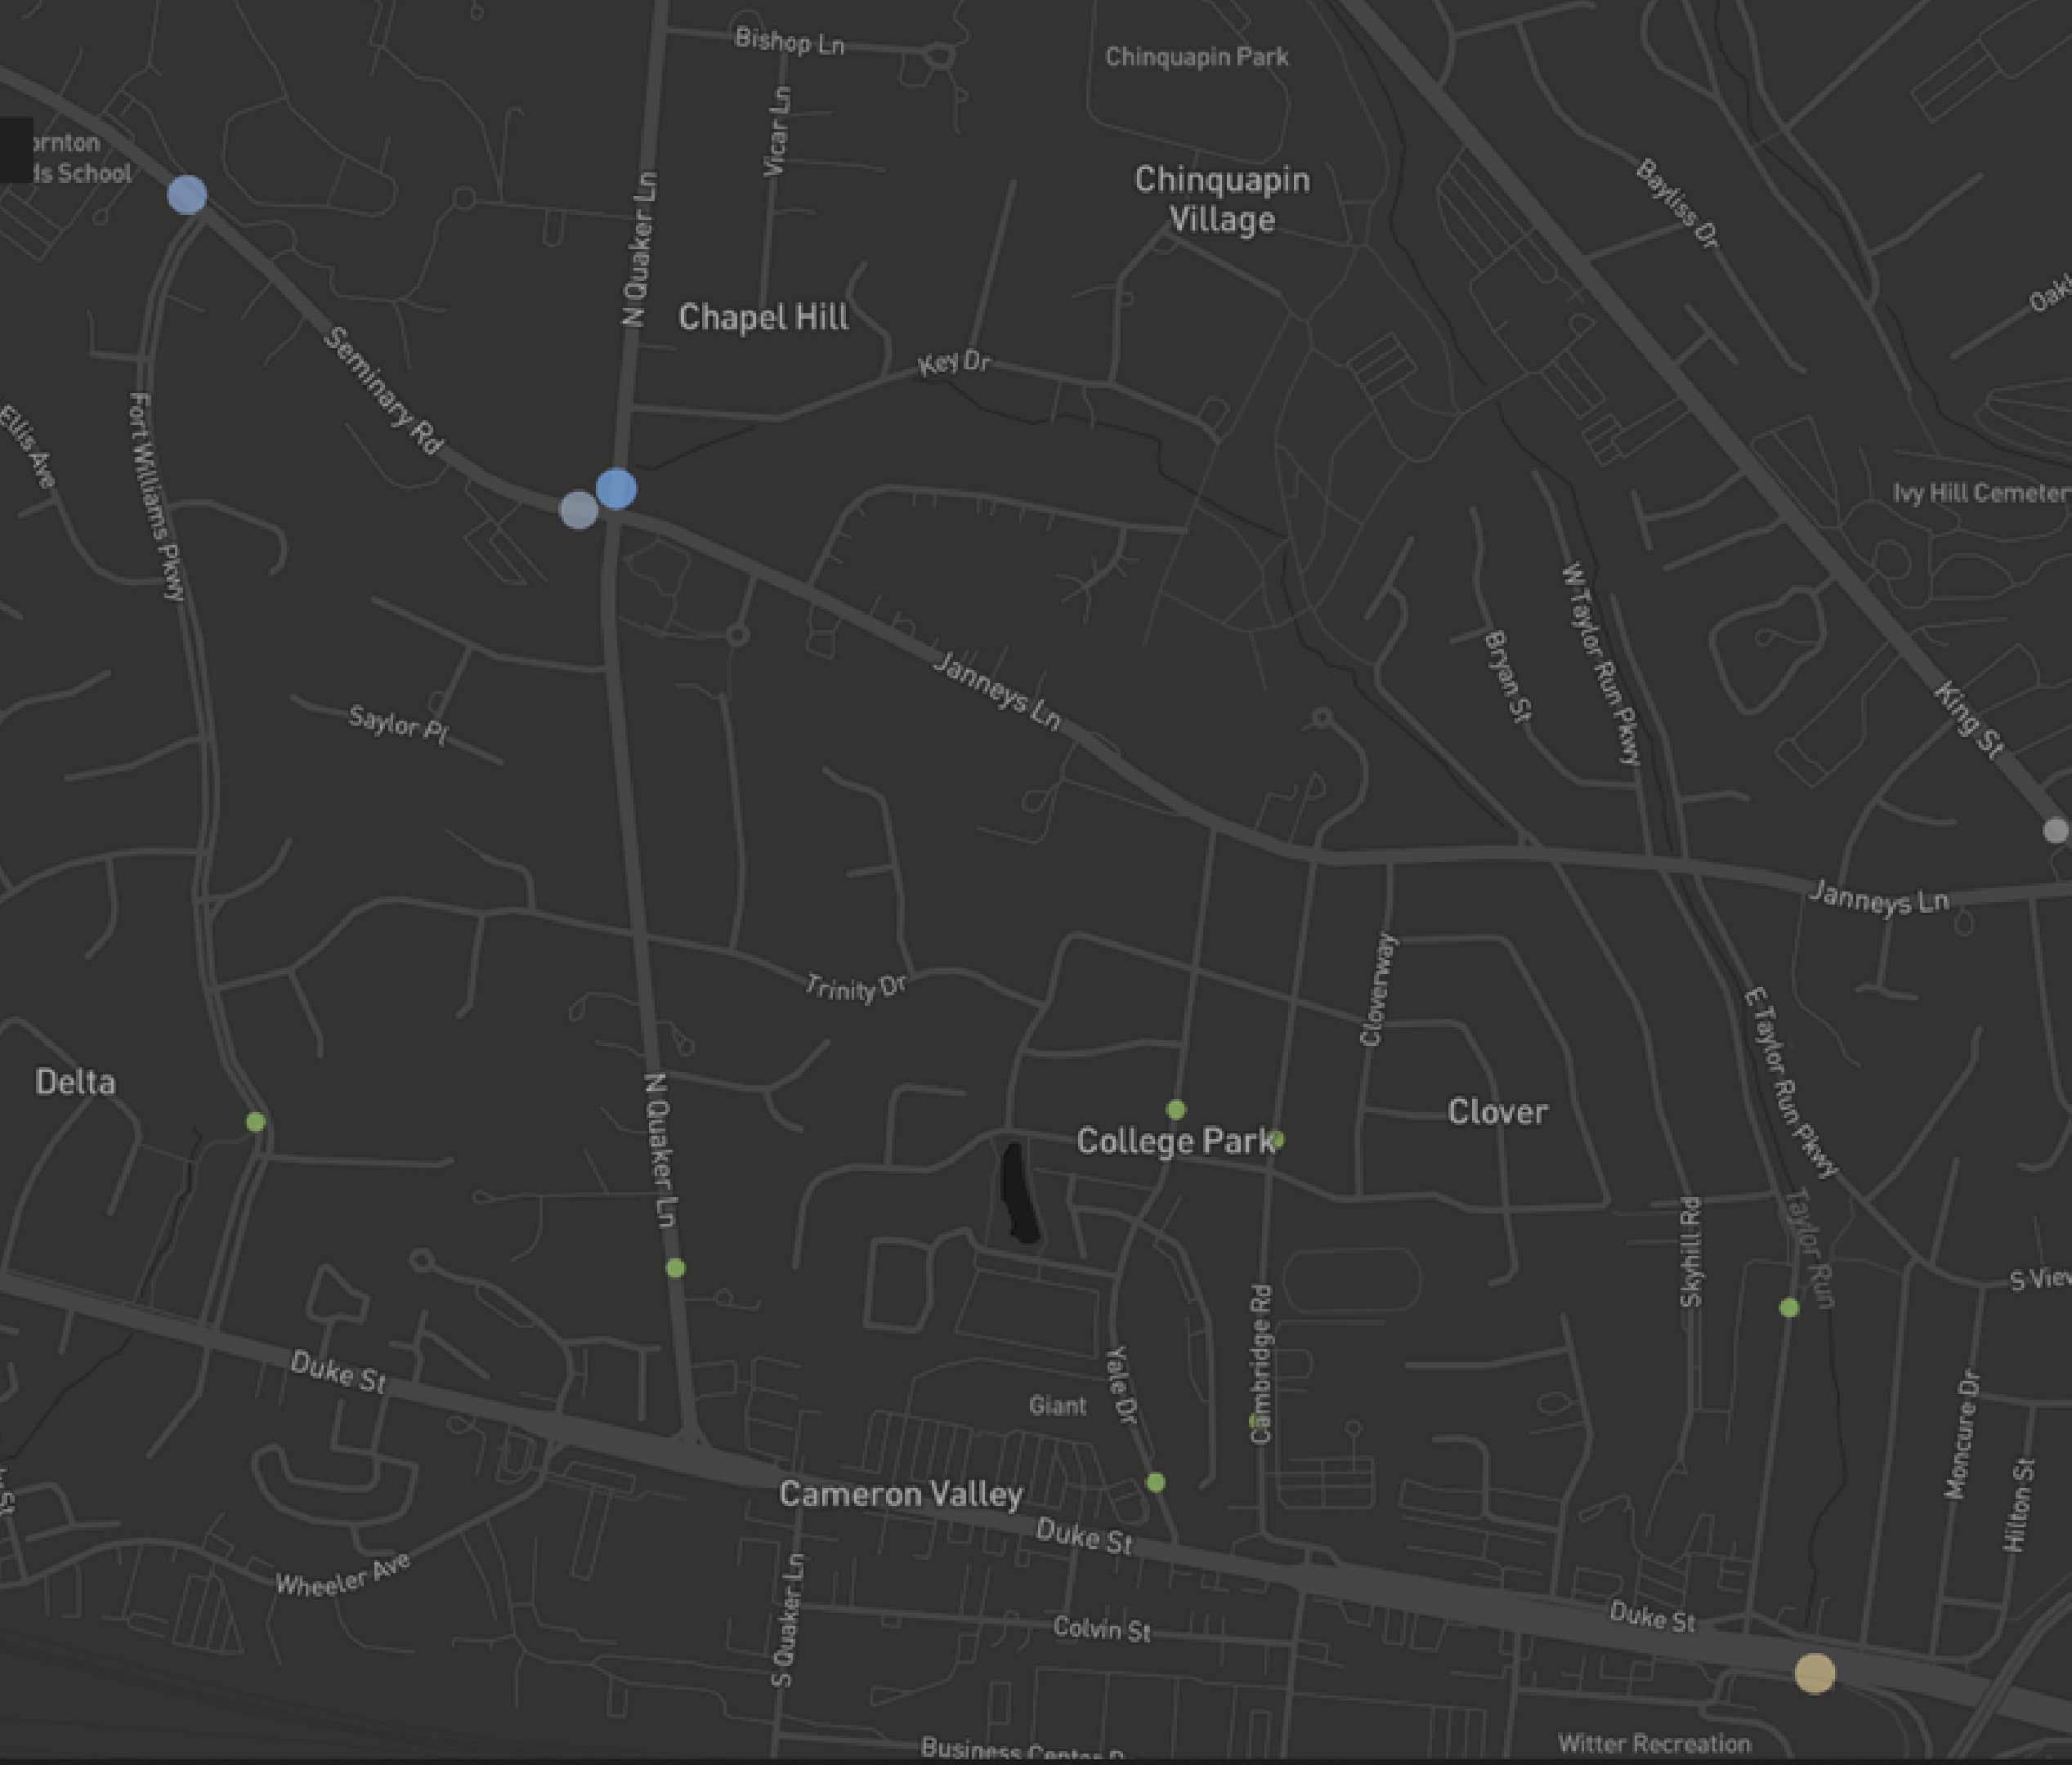 Bishop Ln
Chinquapin Park
Vicar Ln
Bayliss Dr
Chinquapin
Village
N Quaker Ln
Chapel Hill
Seminary Rd
Key Dr
Ellis Ave
Fort Williams Pkwy
W Taylor Run Pkwy
Bryan St
Janneys Ln
Saylor Pl
King St
Janneys Ln
Trinity Dr
Cloverway
E Taylor Run Pkwy
Delta
N Quaker Ln
College Park
Clover
Skyhill Rd
Taylor Run
Duke St
Giant
Yale Dr
Cambridge Rd
Moncure Dr
Hilton St
Cameron Valley
Duke St
Wheeler Ave
S Quaker Ln
Colvin St
Duke St
Business Center
Witter Recreation
Ivy Hill
School